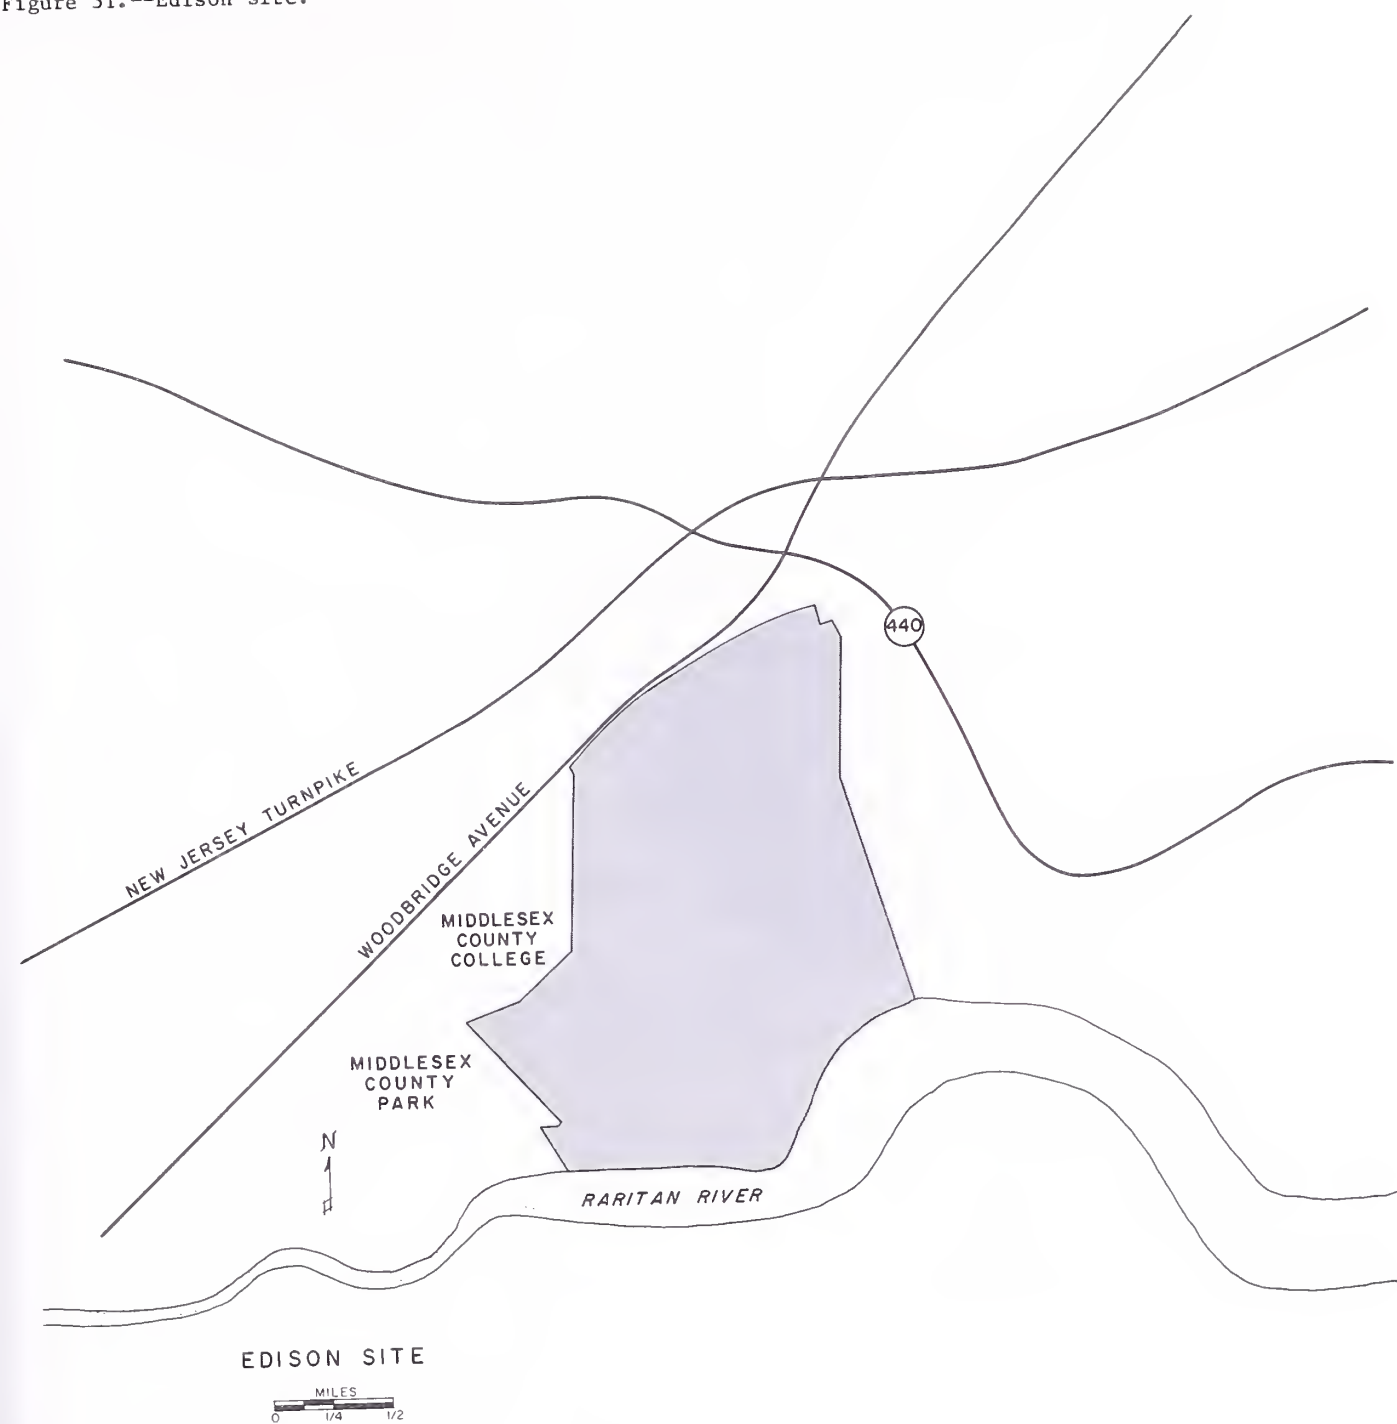 Figure 31.--Edison Site.
440
NEW JERSEY TURNPIKE
WOODBRIDGE AVENUE
MIDDLESEX
COUNTY
COLLEGE
MIDDLESEX
COUNTY
PARK
N
RARITAN RIVER
EDISON SITE
MILES
0 1/4 1/2